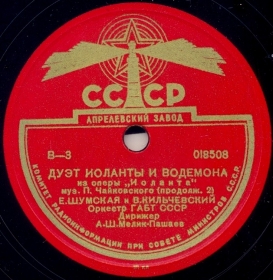 СССР
АПРЕЛЕВСКИЙ ЗАВОД
В—3 018508
ДУЭТ ИОЛАНТЫ И ВОДЕМОНА
из оперы „Иоланта"
муз. П. Чайковского (продолж. 2)
Е. ШУМСКАЯ и В. КИЛЬЧЕВСКИЙ
Оркестр ГАБТ СССР
Дирижер
А.Ш. Мелик-Пашаев
КОМИТЕТ РАДИОИНФОРМАЦИИ ПРИ СОВЕТЕ МИНИСТРОВ СССР.